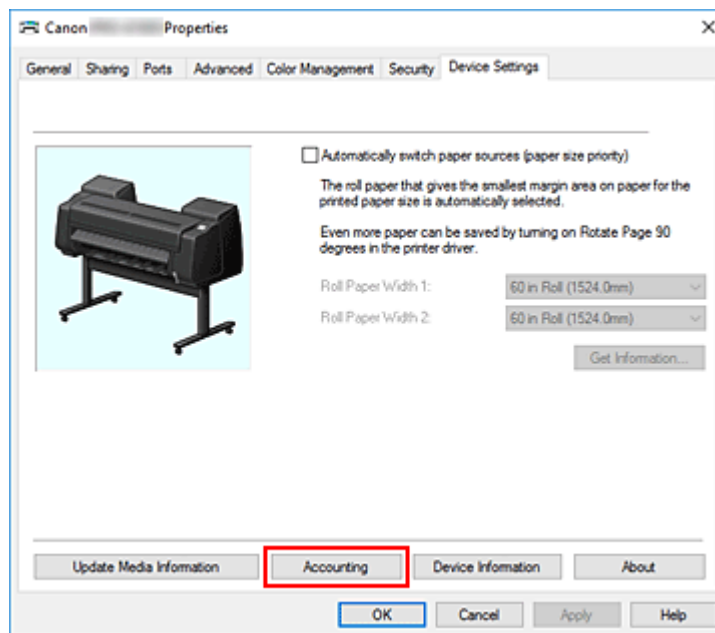 Canon Properties
General Sharing Ports Advanced Color Management Security Device Settings
Automatically switch paper sources (paper size priority)
The roll paper that gives the smallest margin area on paper for the
printed paper size is automatically selected.
Even more paper can be saved by turning on Rotate Page 90
degrees in the printer driver.
Roll Paper Width 1: 60 in Roll (1524.0mm)
Roll Paper Width 2: 60 in Roll (1524.0mm)
Get Information...
Update Media Information Accounting Device Information About
OK Cancel Apply Help